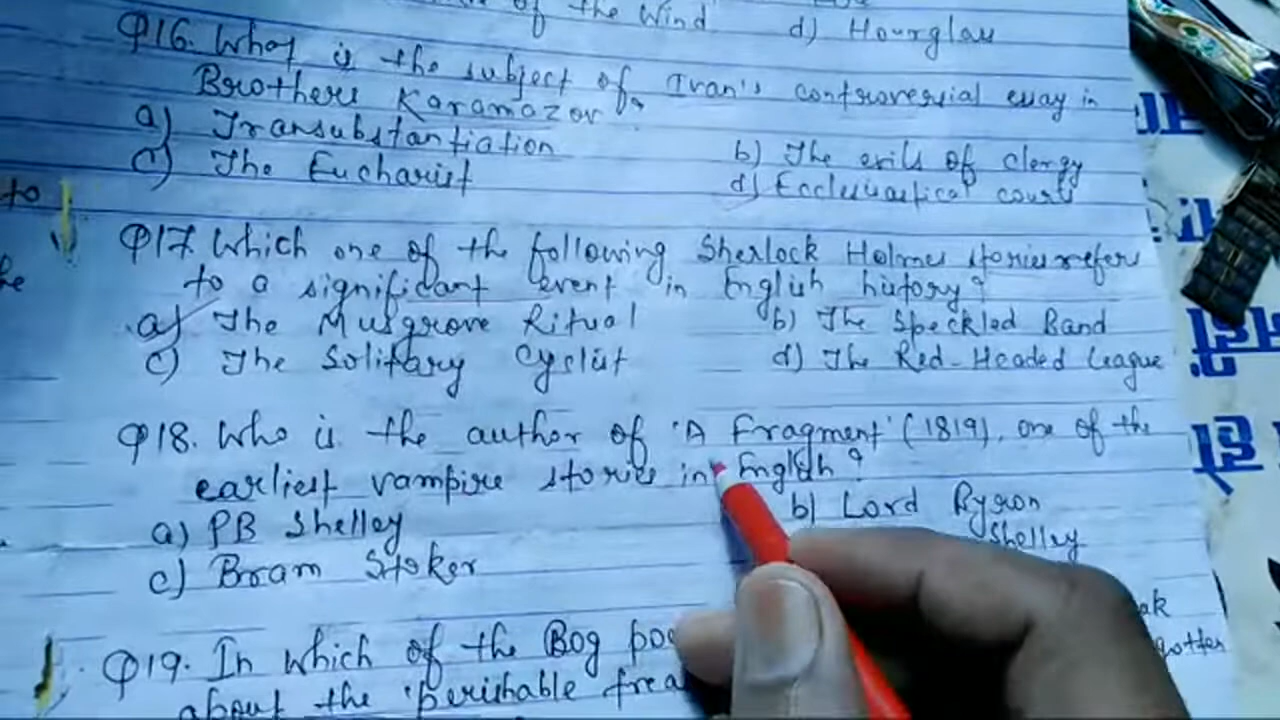 of the Wind d) Hourglass
Q16. What is the subject of Ivan's controversial essay in
Brothers Karamazov?
a) Transubstantiation b) The evils of clergy
c) The Eucharist d) Ecclesiastical courts
to
Q17. Which one of the following Sherlock Holmes stories refers
to a significant event in English history?
a) The Musgrove Ritual b) The Speckled Band
c) The Solitary Cyclist d) The Red-Headed League
Q18. Who is the author of 'A Fragment' (1819), one of the
earliest vampire stories in English?
a) PB Shelley b) Lord Byron
c) Bram Stoker Shelley
Q19. In which of the Bog
about the 'perishable